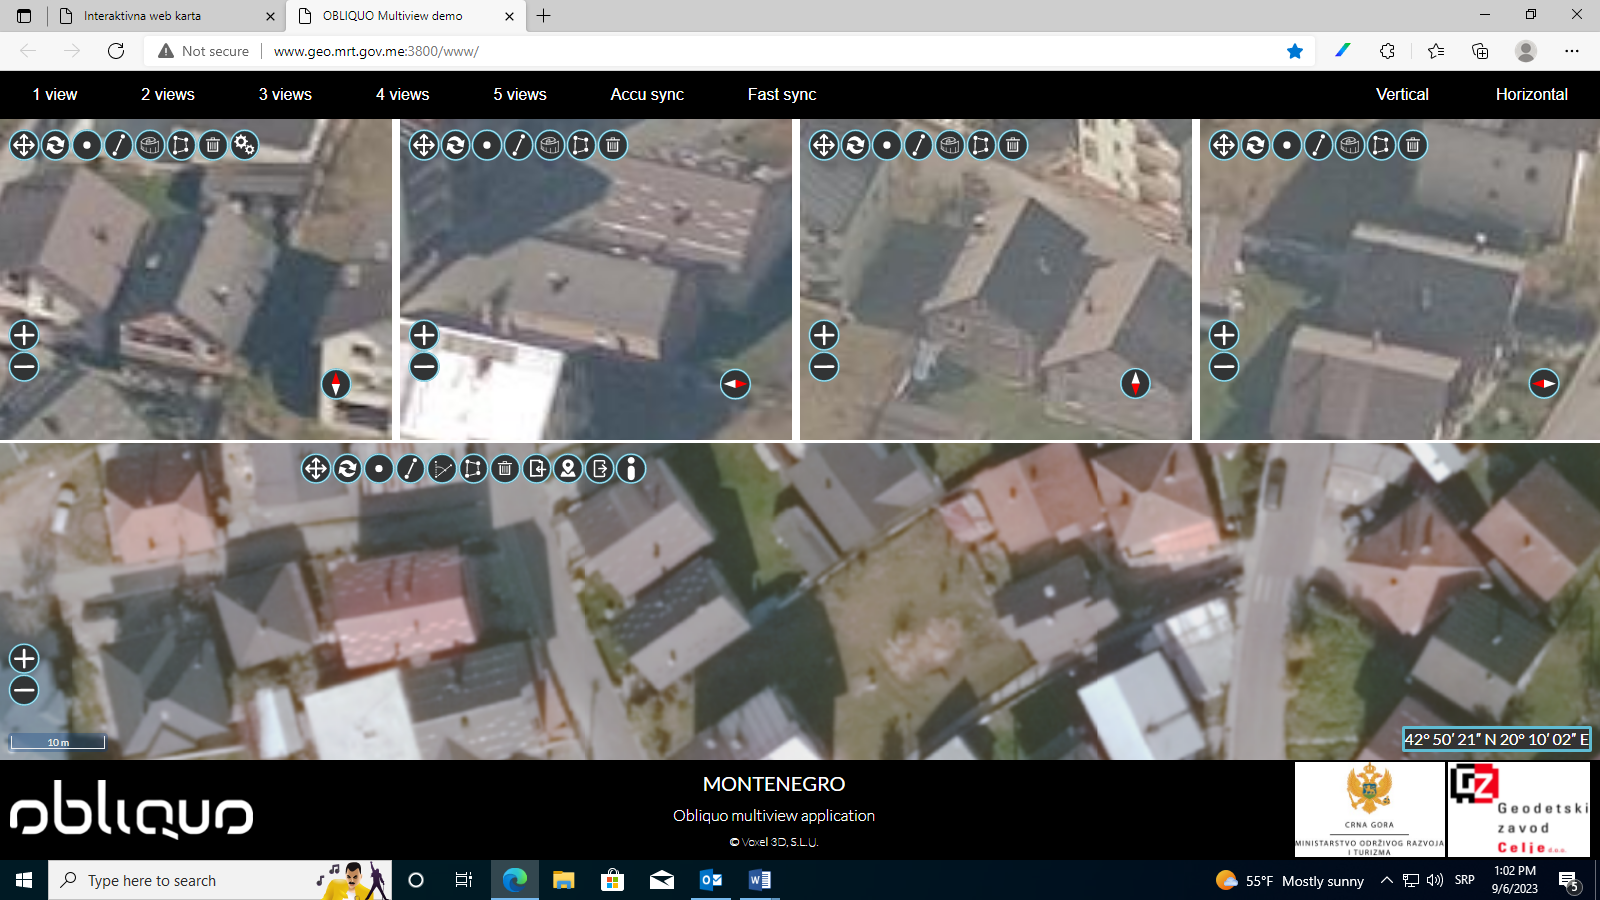 Interaktivna web karta
OBLIQUO Multiview demo
Not secure
www.geo.mrt.gov.me:3800/www/
1 view
2 views
3 views
4 views
5 views
Accu sync
Fast sync
Vertical
Horizontal
10 m
42° 50′ 21″ N 20° 10′ 02″ E
obliquo
MONTENEGRO
Obliquo multiview application
© Voxel 3D, S.L.U.
CRNA GORA
MINISTARSTVO ODRŽIVOG RAZVOJA
I TURIZMA
GZ
Geodetski
zavod
Celje d.o.o.
Type here to search
55°F Mostly sunny
SRP
1:02 PM
9/6/2023
5